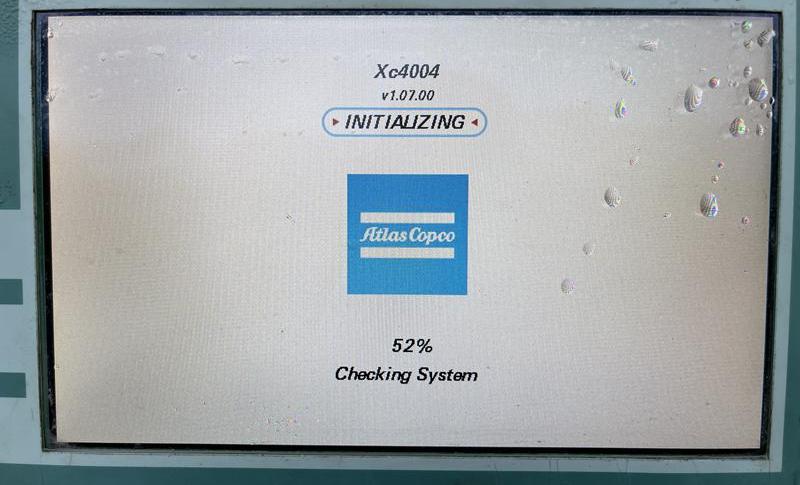 Xc4004
v1.07.00
INITIALIZING
Atlas Copco
52%
Checking System